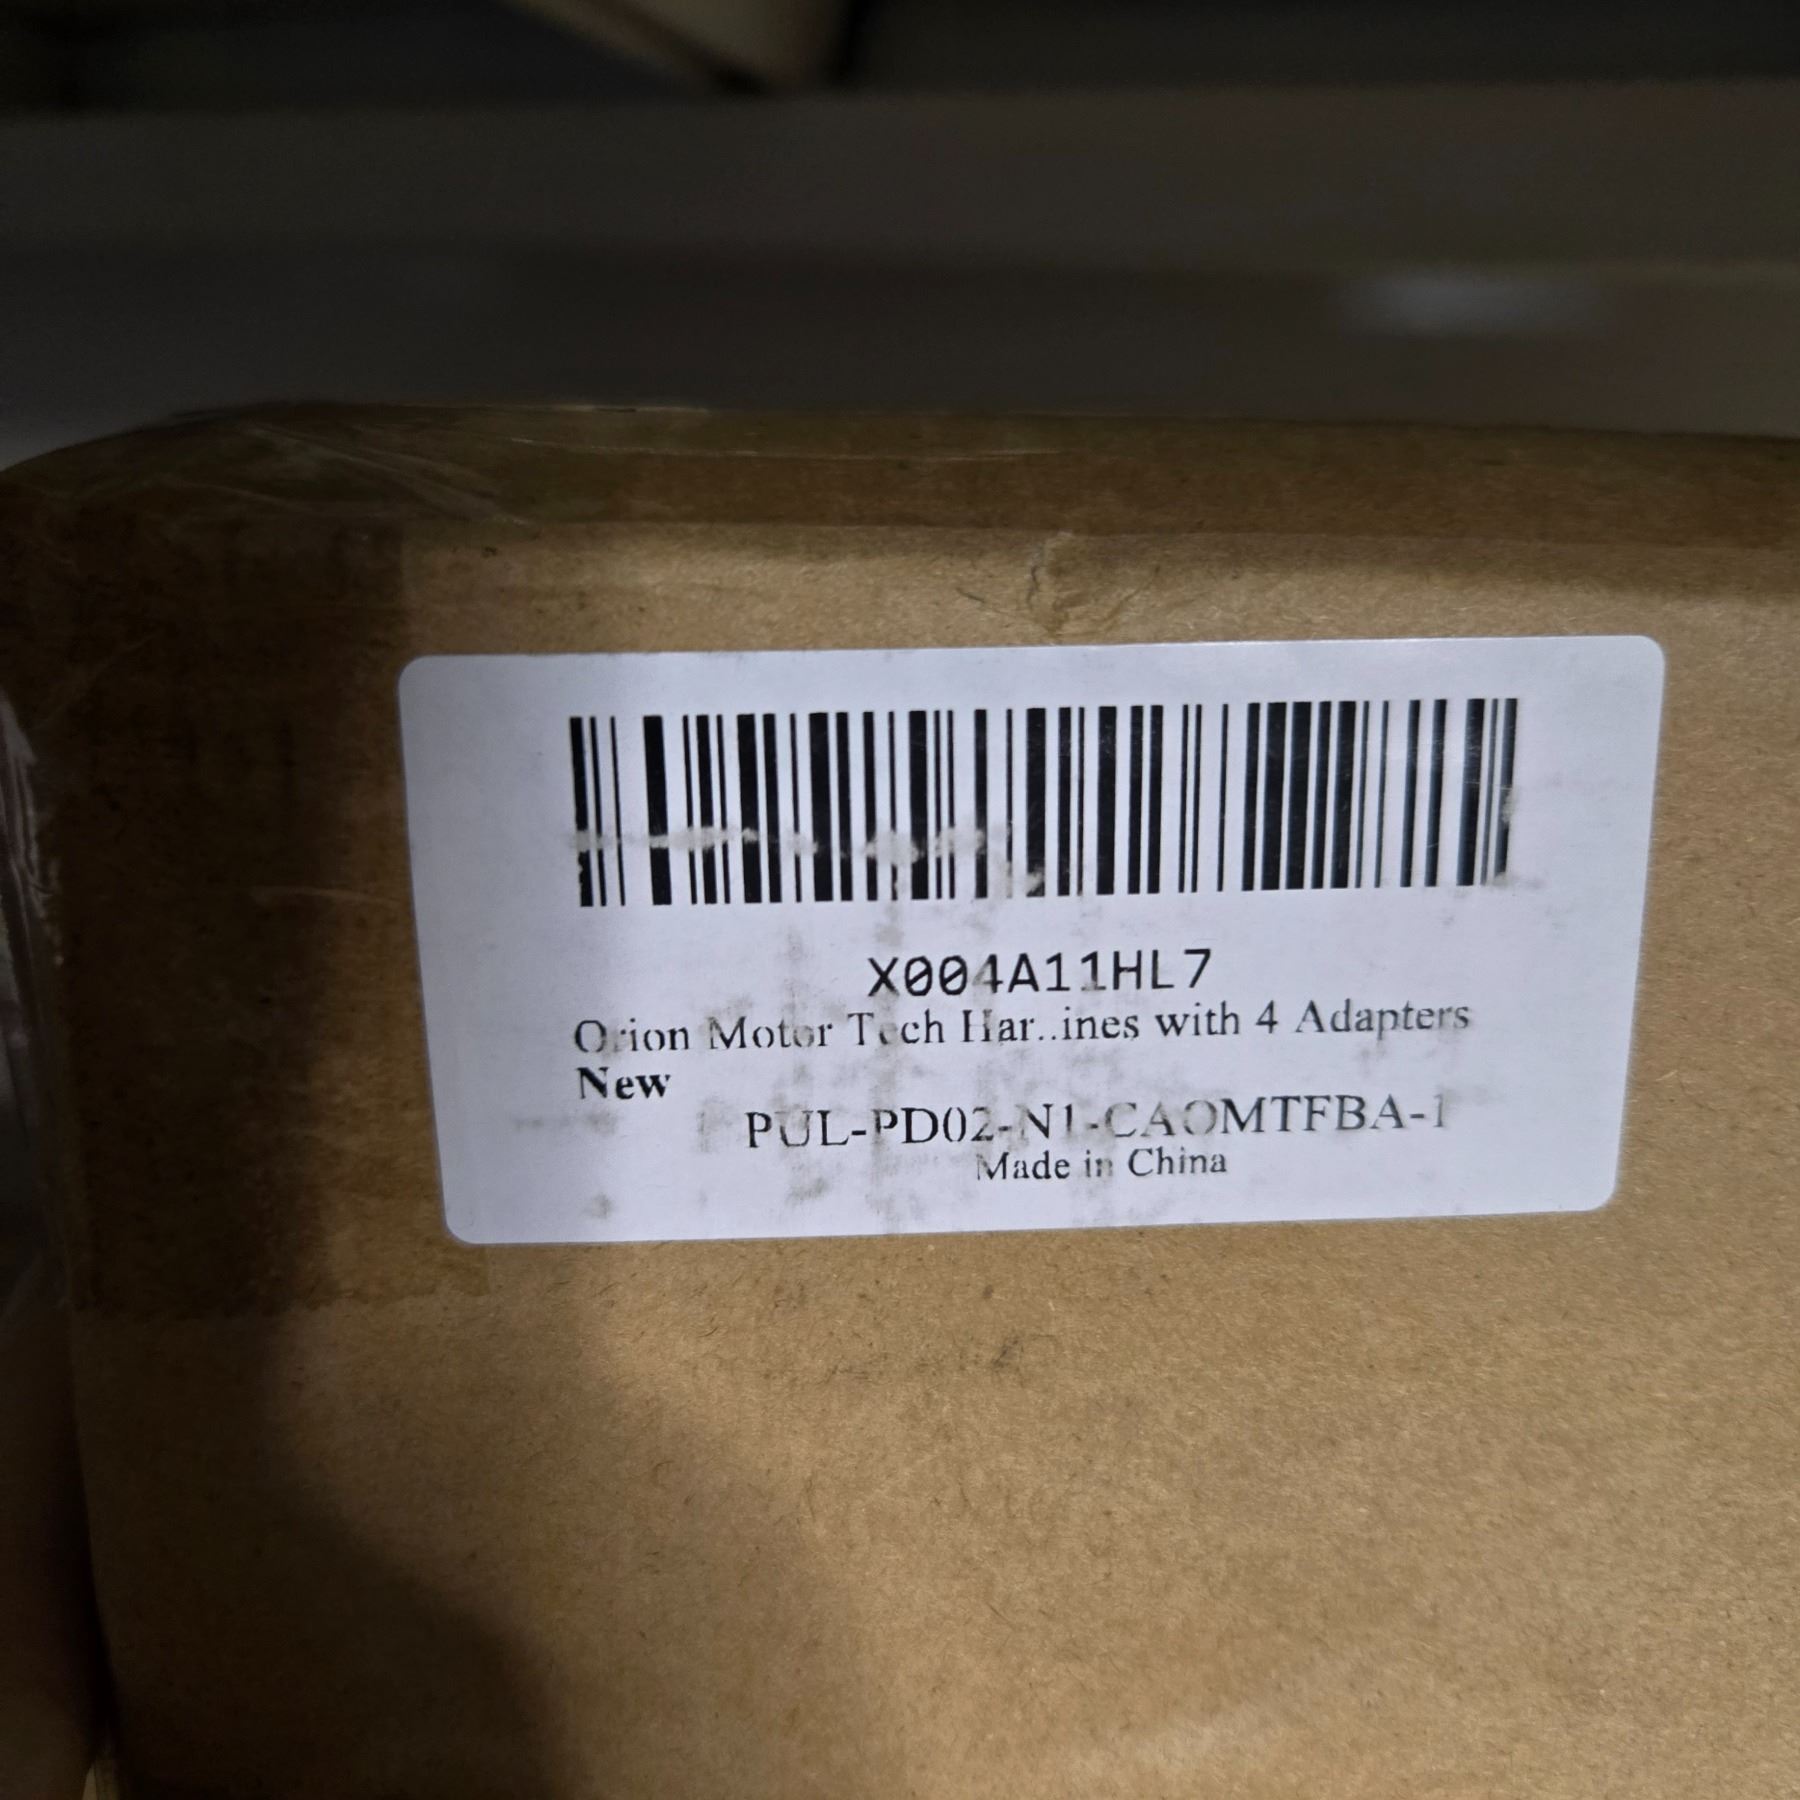 X004A11HL7
Orion Motor Tech Har..ines with 4 Adapters
New
PUL-PD02-N1-CAOMTFBA-1
Made in China